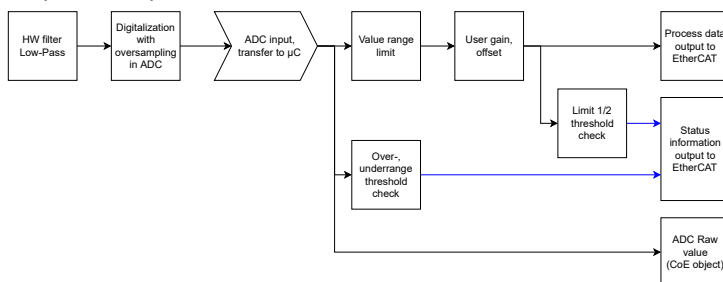 HW filter
Low-Pass
Digitalization
with
oversampling
in ADC
ADC input,
transfer to µC
Value range
limit
User gain,
offset
Process data
output to
EtherCAT
Limit 1/2
threshold
check
Status
information
output to
EtherCAT
Over-,
underrange
threshold
check
ADC Raw
value
(CoE object)